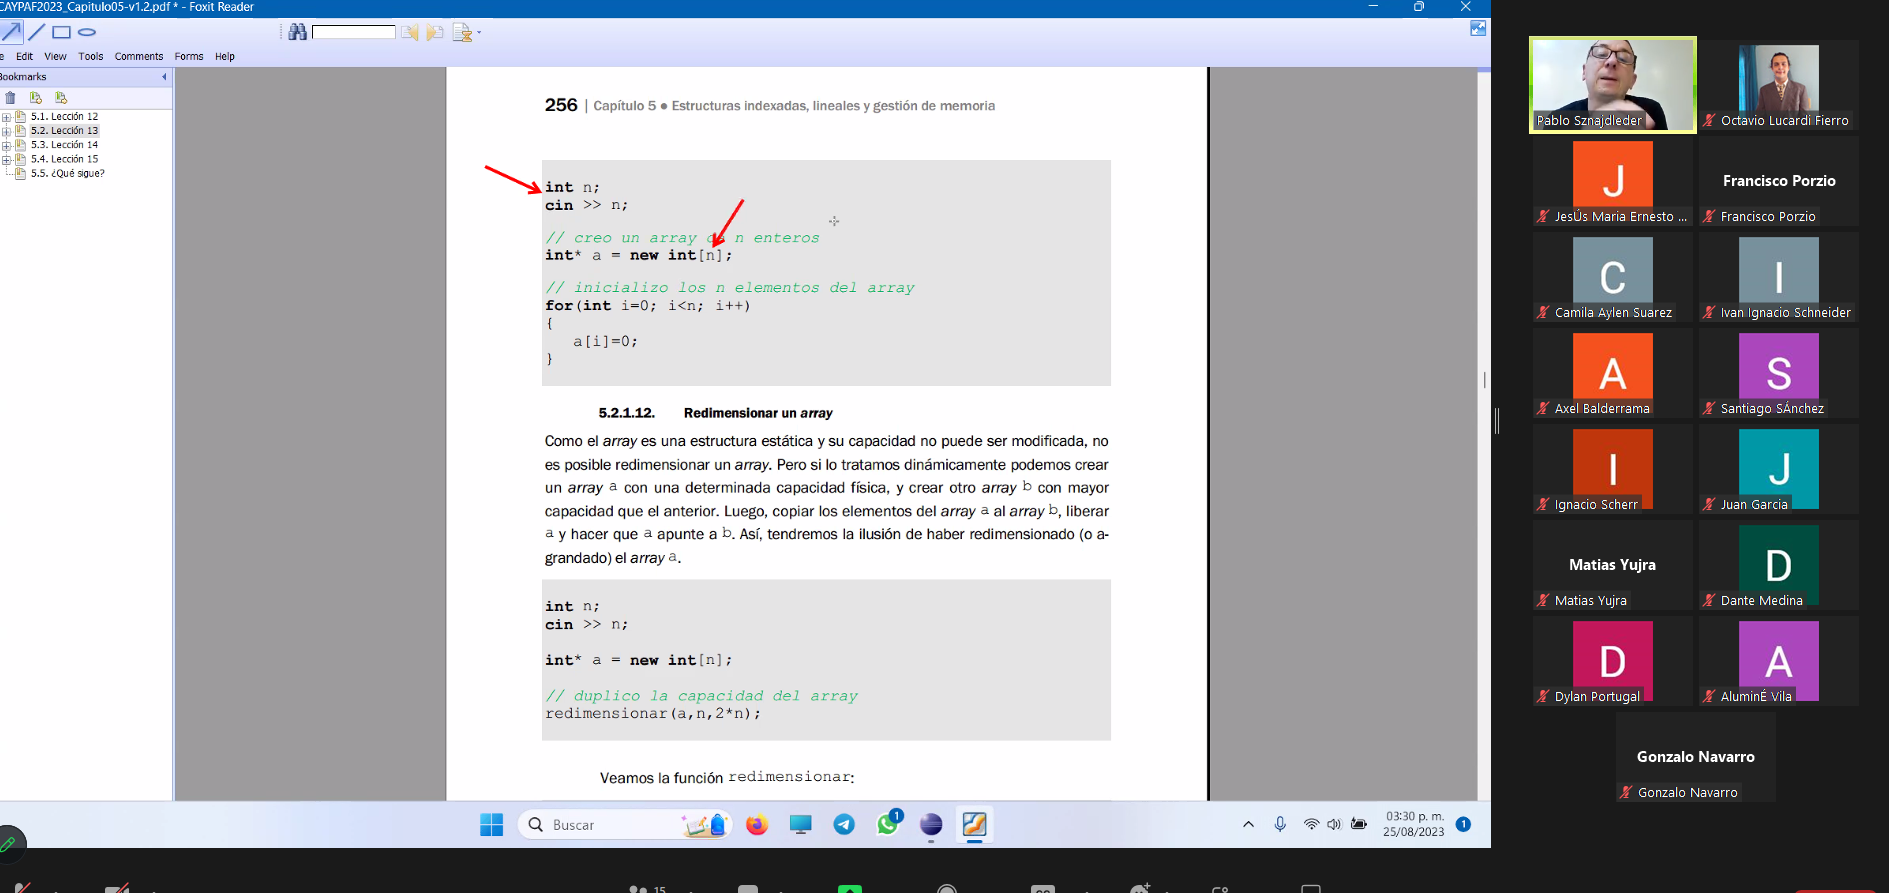 CAYPAF2023_Capitulo05-v1.2.pdf * - Foxit Reader
Edit View Tools Comments Forms Help
Bookmarks
5.1. Lección 12
5.2. Lección 13
5.3. Lección 14
5.4. Lección 15
5.5. ¿Qué sigue?
256 | Capítulo 5 ● Estructuras indexadas, lineales y gestión de memoria
int n;
cin >> n;
// creo un array de n enteros
int* a = new int[n];
// inicializo los n elementos del array
for(int i=0; i<n; i++)
{
a[i]=0;
}
5.2.1.12. Redimensionar un array
Como el array es una estructura estática y su capacidad no puede ser modificada, no
es posible redimensionar un array. Pero si lo tratamos dinámicamente podemos crear
un array a con una determinada capacidad física, y crear otro array b con mayor
capacidad que el anterior. Luego, copiar los elementos del array a al array b, liberar
a y hacer que a apunte a b. Así, tendremos la ilusión de haber redimensionado (o a-
grandado) el array a.
int n;
cin >> n;
int* a = new int[n];
// duplico la capacidad del array
redimensionar(a,n,2*n);
Veamos la función redimensionar:
Buscar
1
03:30 p. m.
25/08/2023
1
15
Pablo Sznajdleder
Octavio Lucardi Fierro
J
JesÚs Maria Ernesto ...
Francisco Porzio
Francisco Porzio
C
Camila Aylen Suarez
I
Ivan Ignacio Schneider
A
Axel Balderrama
S
Santiago SÁnchez
I
Ignacio Scherr
J
Juan Garcia
Matias Yujra
Matias Yujra
D
Dante Medina
D
Dylan Portugal
A
AluminÉ Vila
Gonzalo Navarro
Gonzalo Navarro